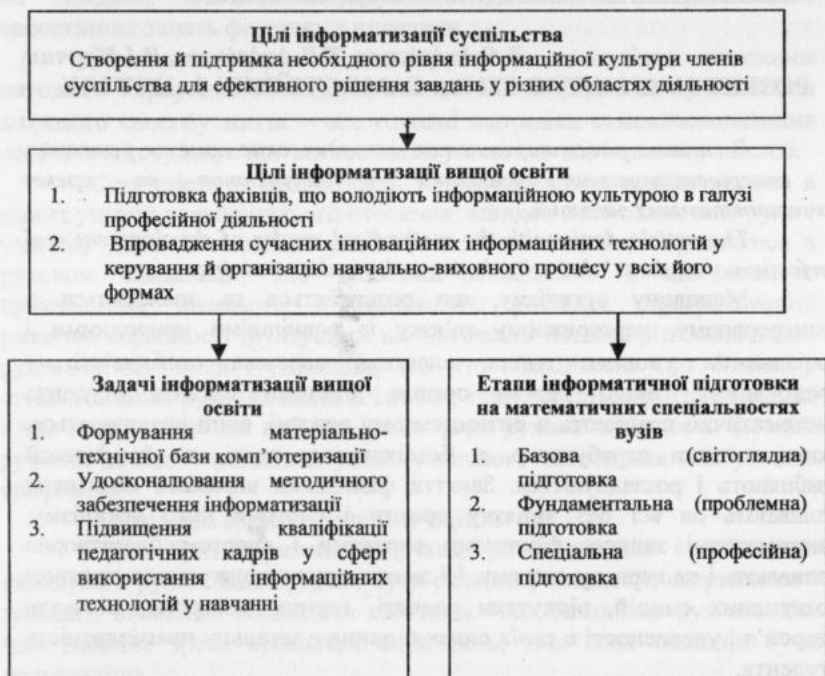 Цілі інформатизації суспільства
Створення й підтримка необхідного рівня інформаційної культури членів
суспільства для ефективного рішення завдань у різних областях діяльності
Цілі інформатизації вищої освіти
1. Підготовка фахівців, що володіють інформаційною культурою в галузі
професійної діяльності
2. Впровадження сучасних інноваційних інформаційних технологій у
керування й організацію навчально-виховного процесу у всіх його
формах
Задачі інформатизації вищої
освіти
1. Формування матеріально-
технічної бази комп’ютеризації
2. Удосконалювання методичного
забезпечення інформатизації
3. Підвищення кваліфікації
педагогічних кадрів у сфері
використання інформаційних
технологій у навчанні
Етапи інформатичної підготовки
на математичних спеціальностях
вузів
1. Базова (світоглядна)
підготовка
2. Фундаментальна (проблемна)
підготовка
3. Спеціальна (професійна)
підготовка